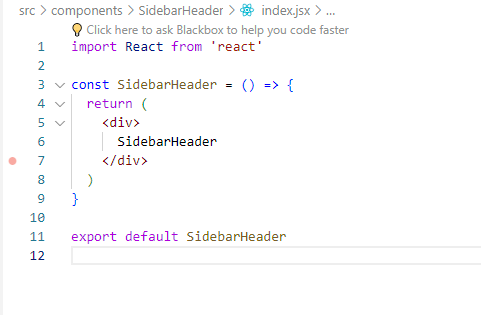 src > components > SidebarHeader > index.jsx > ...
Click here to ask Blackbox to help you code faster
1 import React from 'react'
2
3 const SidebarHeader = () => {
4   return (
5     <div>
6       SidebarHeader
7     </div>
8   )
9 }
10
11 export default SidebarHeader
12